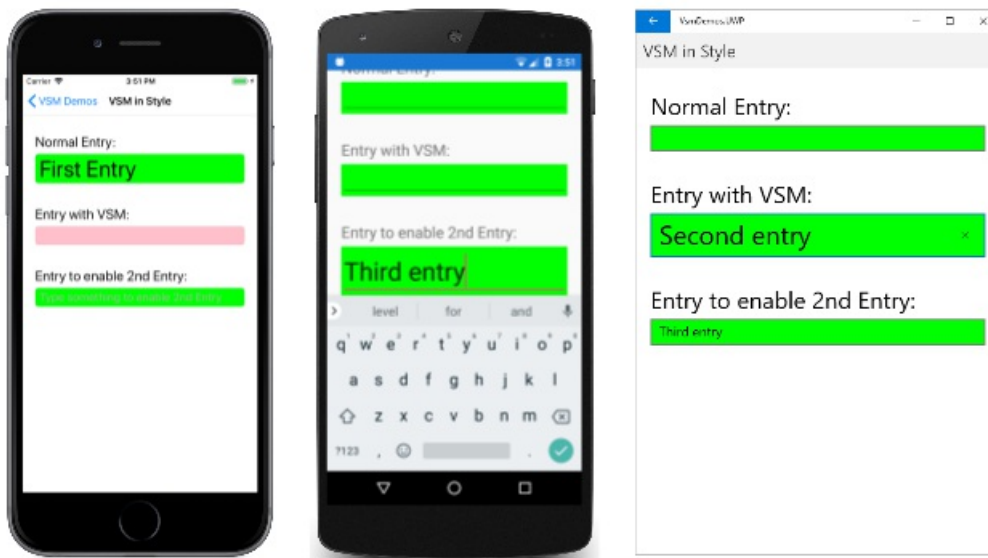 Carrier
3:51 PM
VSM Demos
VSM in Style
Normal Entry:
First Entry
Entry with VSM:
Entry to enable 2nd Entry:
Type something to enable 2nd Entry
3:51
Normal Entry:
Entry with VSM:
Entry to enable 2nd Entry:
Third entry
level for and
q w e r t y u i o p
a s d f g h j k l
z x c v b n m
?123 , .
VsmDemos.UWP
VSM in Style
Normal Entry:
Entry with VSM:
Second entry
Entry to enable 2nd Entry:
Third entry